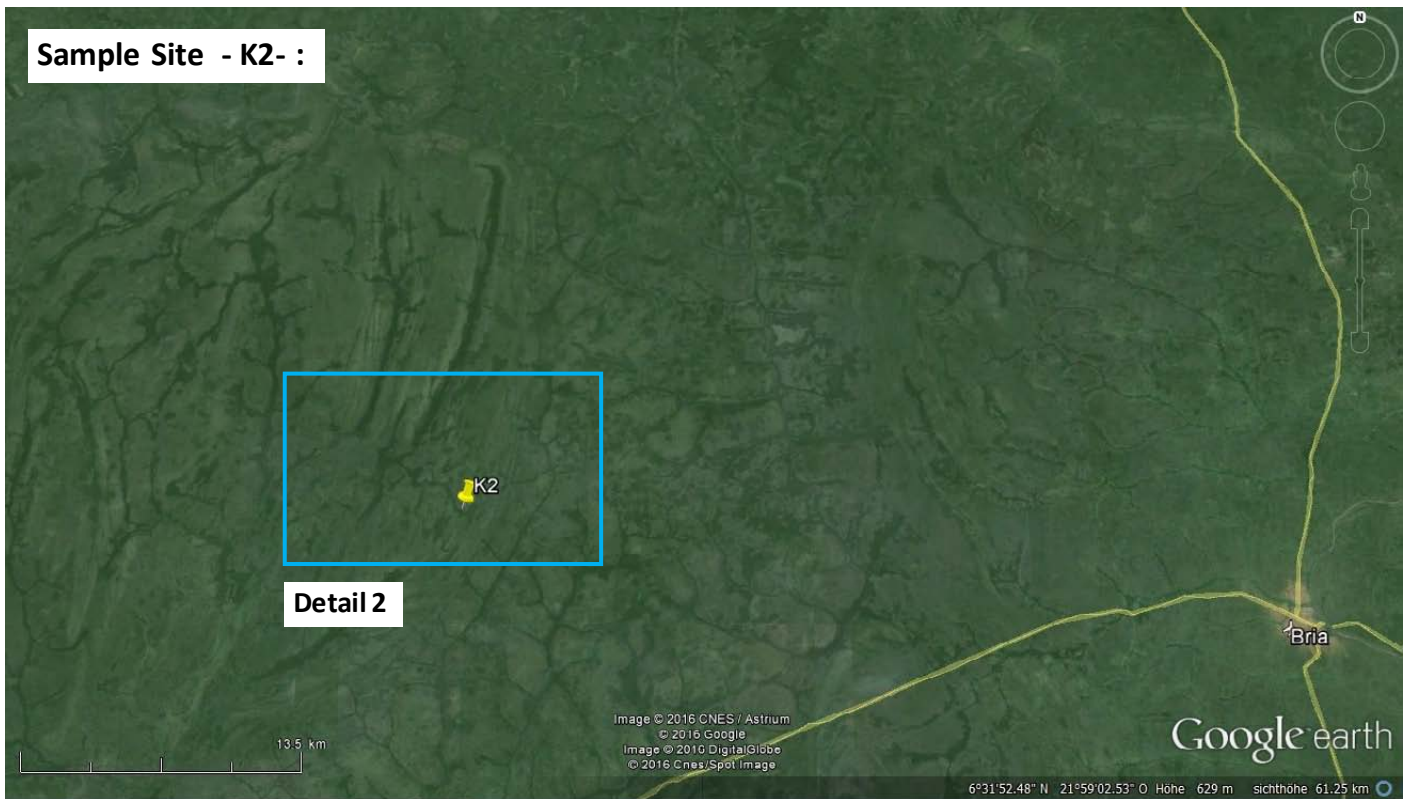 Sample Site - K2- :
N
K2
Detail 2
Bria
Image © 2016 CNES / Astrium
© 2016 Google
Image © 2016 DigitalGlobe
© 2016 Cnes/Spot Image
Google earth
13.5 km
6°31'52.48" N 21°59'02.53" O Höhe 629 m sichthöhe 61.25 km